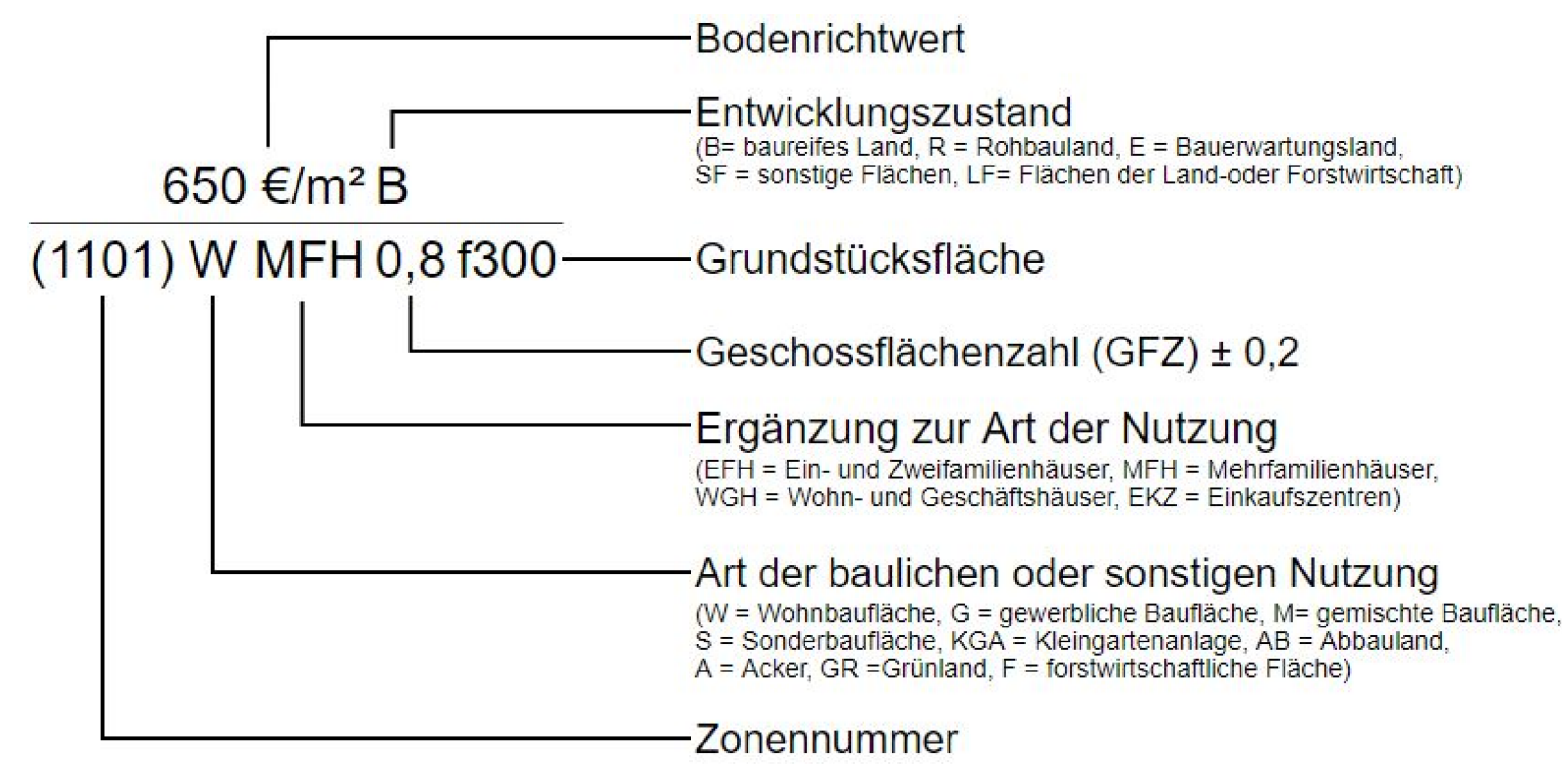 Bodenrichtwert
Entwicklungszustand
(B= baureifes Land, R = Rohbauland, E = Bauerwartungsland,
SF = sonstige Flächen, LF= Flächen der Land-oder Forstwirtschaft)
650 €/m² B
(1101) W MFH 0,8 f300
Grundstücksfläche
Geschossflächenzahl (GFZ) ± 0,2
Ergänzung zur Art der Nutzung
(EFH = Ein- und Zweifamilienhäuser, MFH = Mehrfamilienhäuser,
WGH = Wohn- und Geschäftshäuser, EKZ = Einkaufszentren)
Art der baulichen oder sonstigen Nutzung
(W = Wohnbaufläche, G = gewerbliche Baufläche, M= gemischte Baufläche,
S = Sonderbaufläche, KGA = Kleingartenanlage, AB = Abbauland,
A = Acker, GR =Grünland, F = forstwirtschaftliche Fläche)
Zonennummer